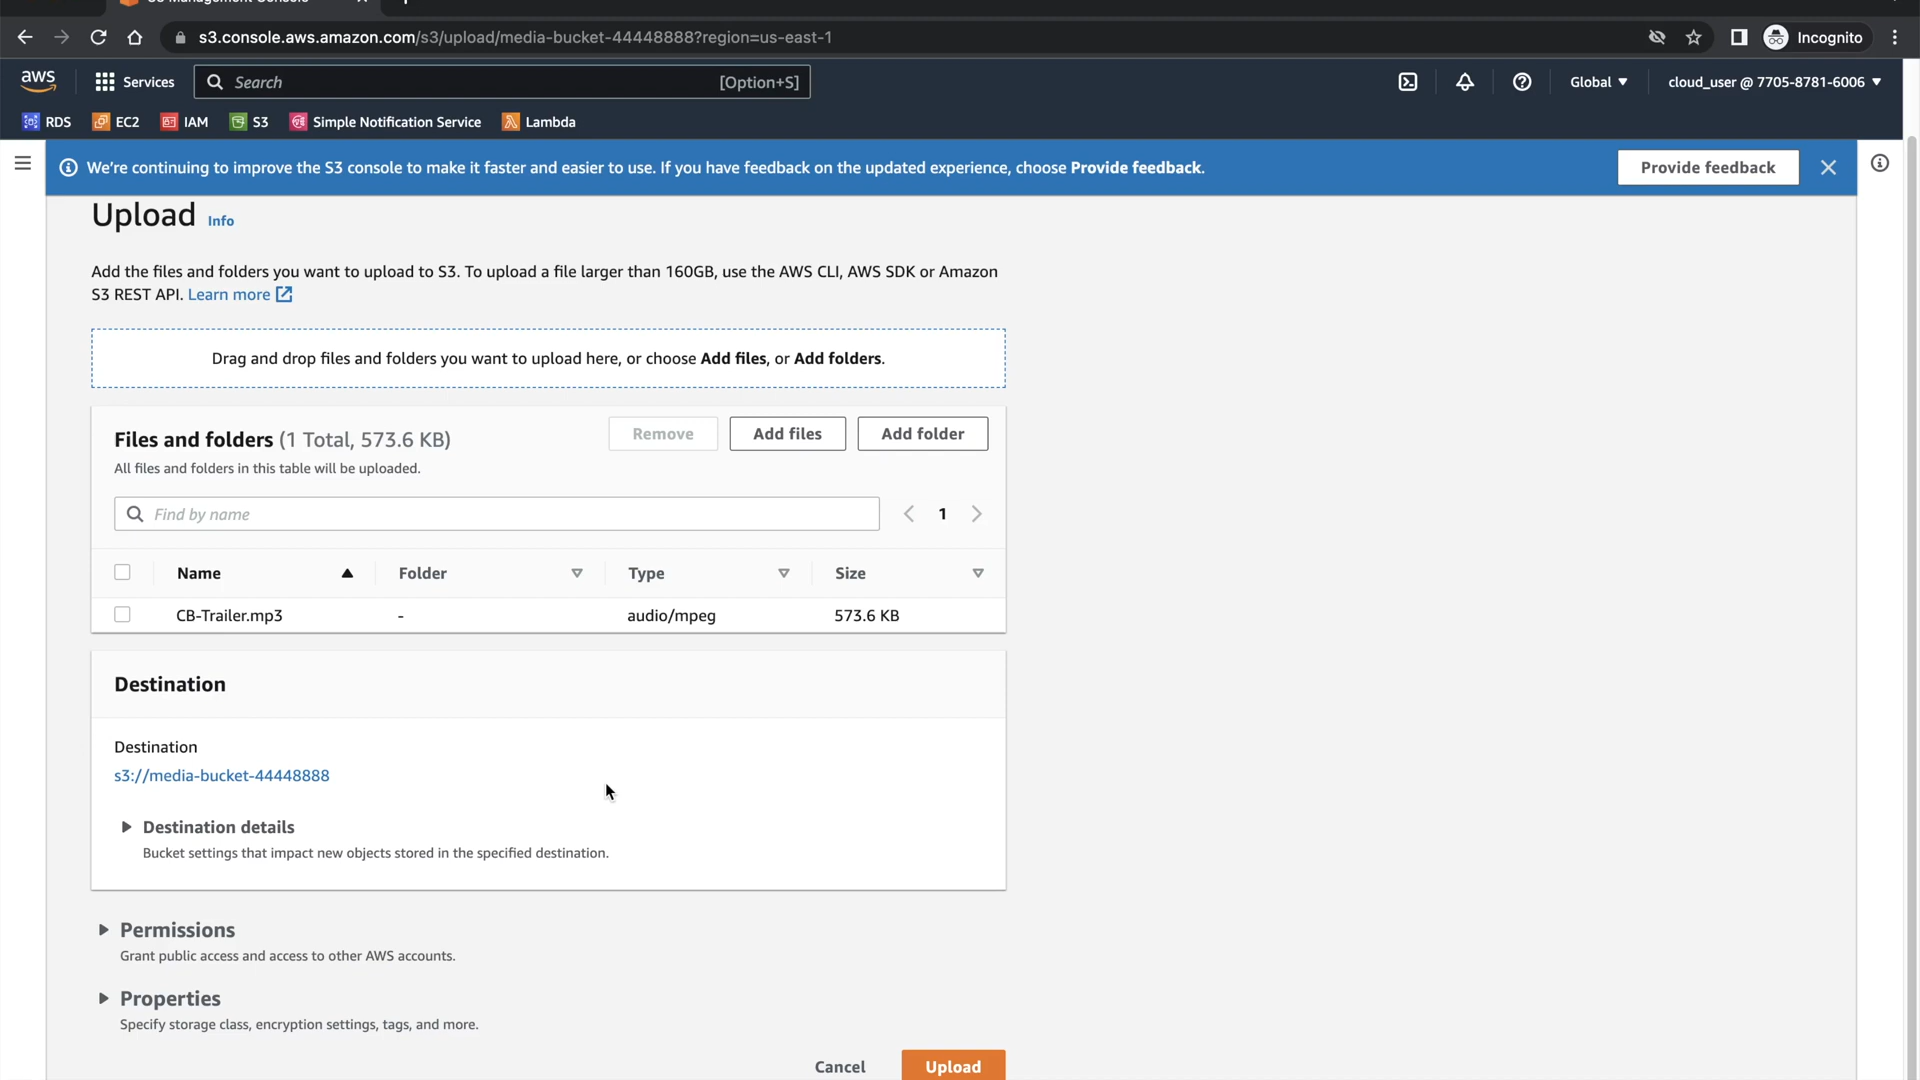 s3.console.aws.amazon.com/s3/upload/media-bucket-44448888?region=us-east-1
Incognito
aws
Services
Search
[Option+S]
Global
cloud_user @ 7705-8781-6006
RDS
EC2
IAM
S3
Simple Notification Service
Lambda
We're continuing to improve the S3 console to make it faster and easier to use. If you have feedback on the updated experience, choose Provide feedback.
Provide feedback
Upload Info
Add the files and folders you want to upload to S3. To upload a file larger than 160GB, use the AWS CLI, AWS SDK or Amazon
S3 REST API. Learn more
Drag and drop files and folders you want to upload here, or choose Add files, or Add folders.
Files and folders (1 Total, 573.6 KB)
Remove
Add files
Add folder
All files and folders in this table will be uploaded.
Find by name
1
Name
Folder
Type
Size
CB-Trailer.mp3
-
audio/mpeg
573.6 KB
Destination
Destination
s3://media-bucket-44448888
Destination details
Bucket settings that impact new objects stored in the specified destination.
Permissions
Grant public access and access to other AWS accounts.
Properties
Specify storage class, encryption settings, tags, and more.
Cancel
Upload